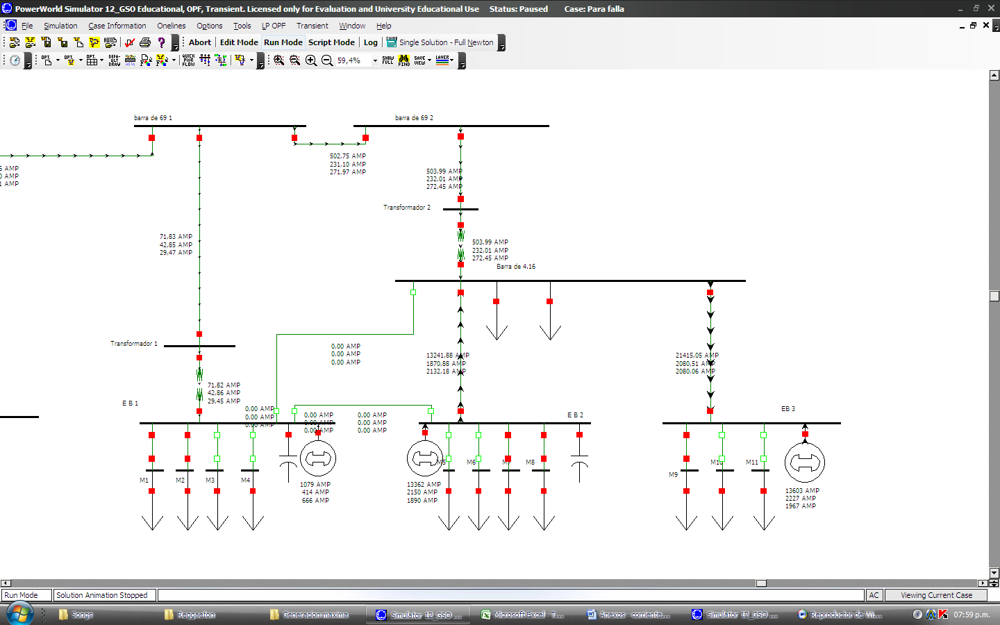 PowerWorld Simulator 12_GSO Educational, OPF, Transient. Licensed only for Evaluation and University Educational Use Status: Paused Case: Para falla
File Simulation Case Information Onelines Options Tools LP OPF Transient Window Help
Abort Edit Mode Run Mode Script Mode Log Single Solution - Full Newton
59,4%
barra de 69 1
barra de 69 2
502,75 AMP
231,10 AMP
271,97 AMP
503,99 AMP
232,01 AMP
272,45 AMP
Transformador 2
71,83 AMP
42,85 AMP
29,47 AMP
503,99 AMP
232,01 AMP
272,45 AMP
Barra de 4.16
Transformador 1
0,00 AMP
0,00 AMP
0,00 AMP
13241,88 AMP
1870,88 AMP
2132,18 AMP
21415,05 AMP
2080,51 AMP
2080,06 AMP
71,82 AMP
42,86 AMP
29,45 AMP
E B 1
0,00 AMP
0,00 AMP
0,00 AMP
0,00 AMP
0,00 AMP
0,00 AMP
0,00 AMP
0,00 AMP
0,00 AMP
E B 2
EB 3
M1 M2 M3 M4
M5 M6 M7 M8
M9 M10 M11
1079 AMP
414 AMP
666 AMP
13362 AMP
2150 AMP
1890 AMP
13603 AMP
2227 AMP
1967 AMP
Run Mode Solution Animation Stopped AC Viewing Current Case
Songs Reggaeton Generacion maxima Simulator 12_GSO ... Microsoft Excel - T... Anexos - corriente... Simulator 12_GSO ... Reproductor de Wi... 07:59 p.m.